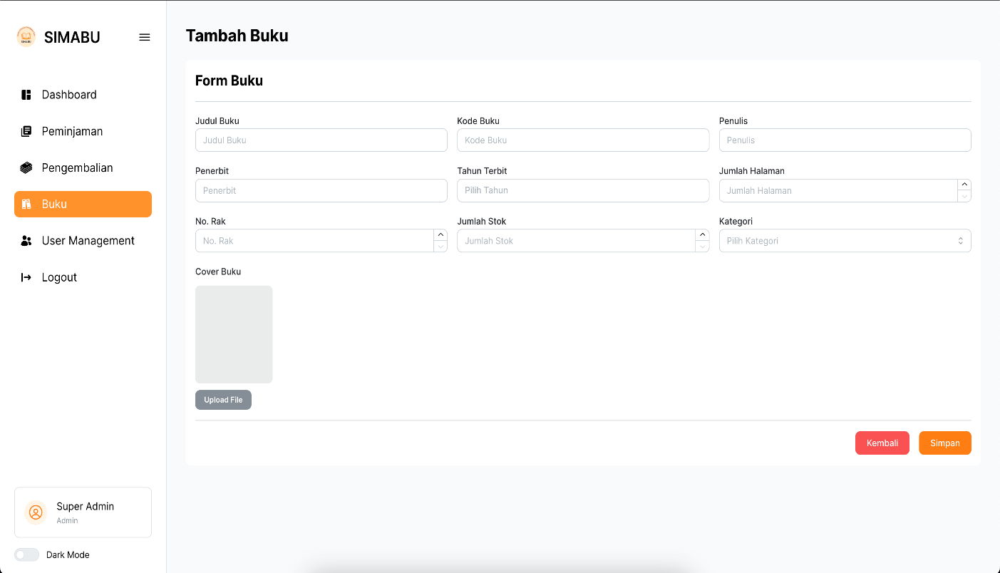 SIMABU
Dashboard
Peminjaman
Pengembalian
Buku
User Management
Logout
Super Admin
Admin
Dark Mode
Tambah Buku
Form Buku
Judul Buku
Judul Buku
Kode Buku
Kode Buku
Penulis
Penulis
Penerbit
Penerbit
Tahun Terbit
Pilih Tahun
Jumlah Halaman
Jumlah Halaman
No. Rak
No. Rak
Jumlah Stok
Jumlah Stok
Kategori
Pilih Kategori
Cover Buku
Upload File
Kembali
Simpan